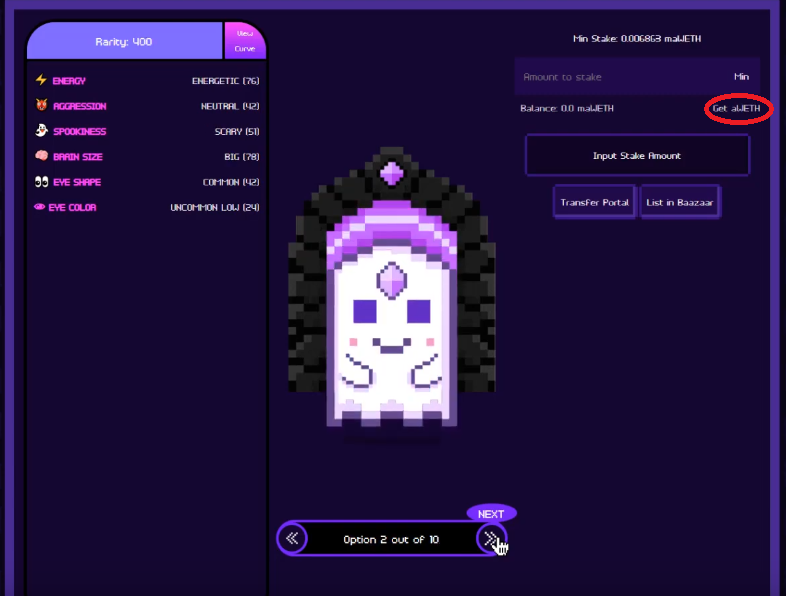 Rarity: 400
View
Curve
ENERGY ENERGETIC (76)
AGGRESSION NEUTRAL (42)
SPOOKINESS SCARY (51)
BRAIN SIZE BIG (78)
EYE SHAPE COMMON (42)
EYE COLOR UNCOMMON LOW (24)
Min Stake: 0.006863 maWETH
Amount to stake Min
Balance: 0.0 maWETH Get aWETH
Input Stake Amount
Transfer Portal List in Baazaar
NEXT
Option 2 out of 10